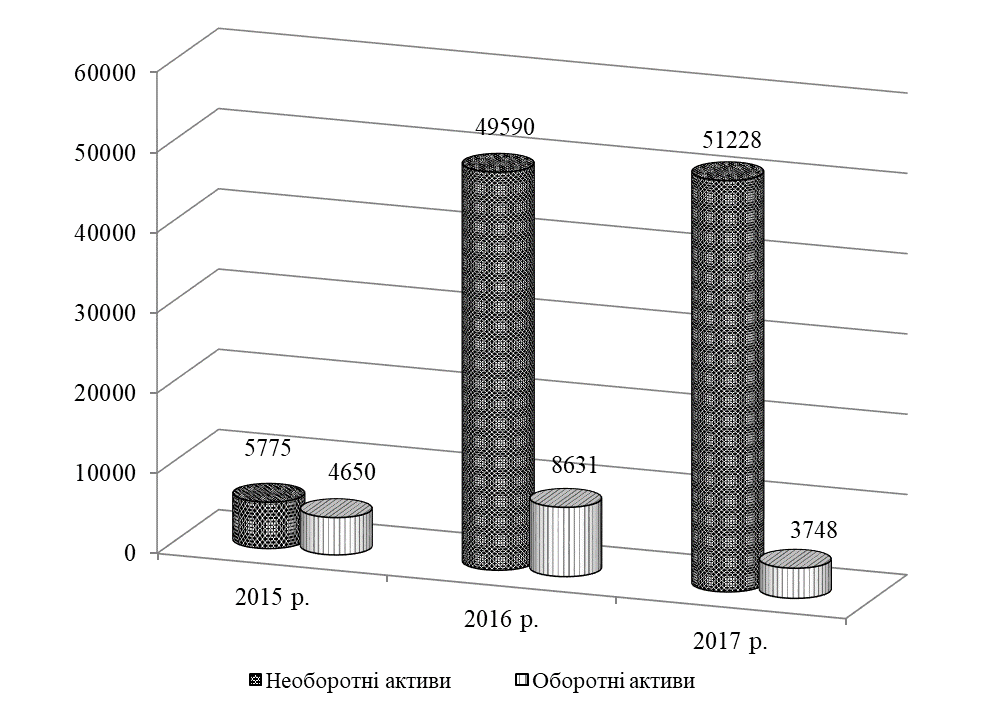 60000
50000
40000
30000
20000
10000
0
5775
4650
49590
8631
51228
3748
2015 р.
2016 р.
2017 р.
Необоротні активи
Оборотні активи